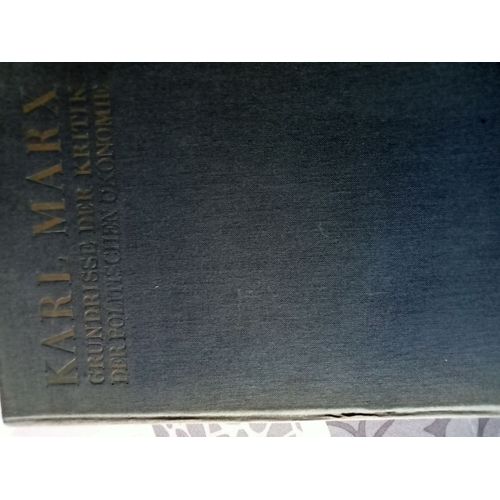 KARL MARX
GRUNDRISSE DER KRITIK
DER POLITISCHEN ÖKONOMIE